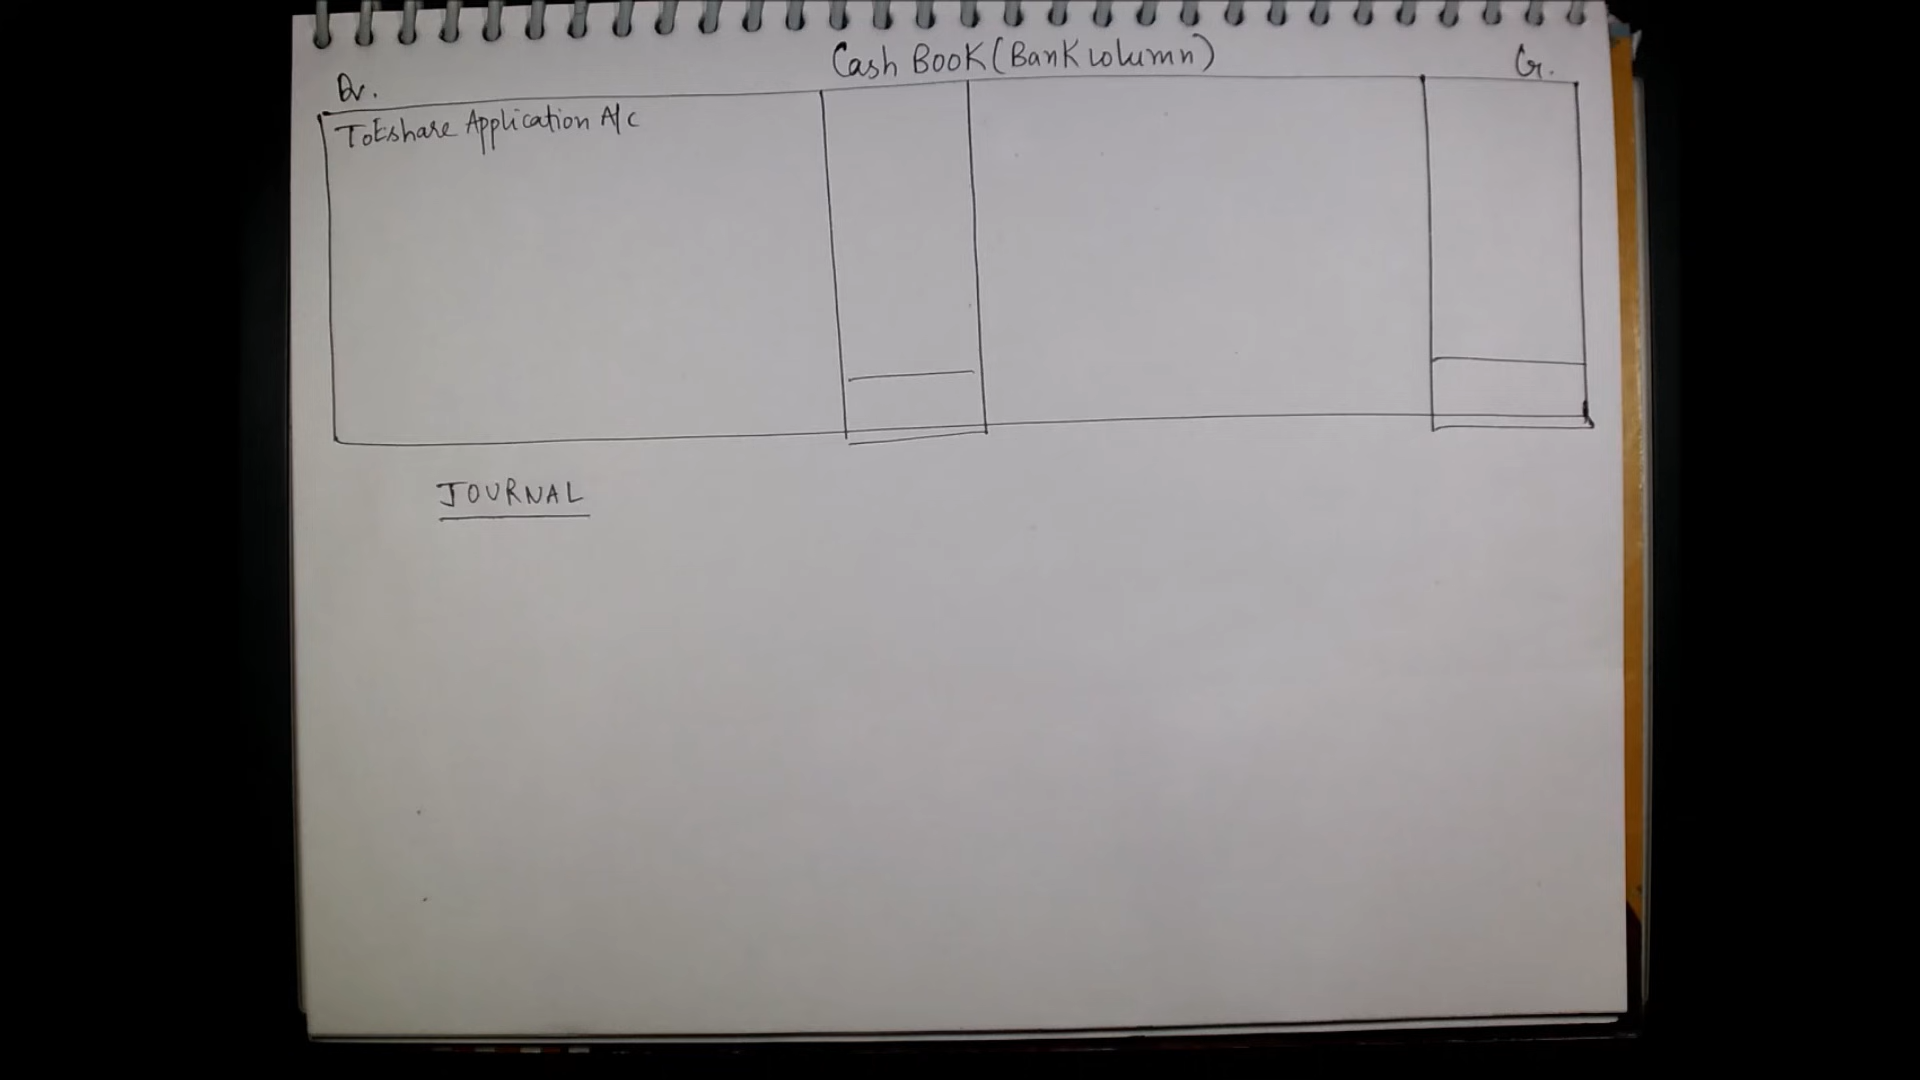 Cash Book (Bank column)
Dr.
Cr.
To Eshare Application A/c
JOURNAL